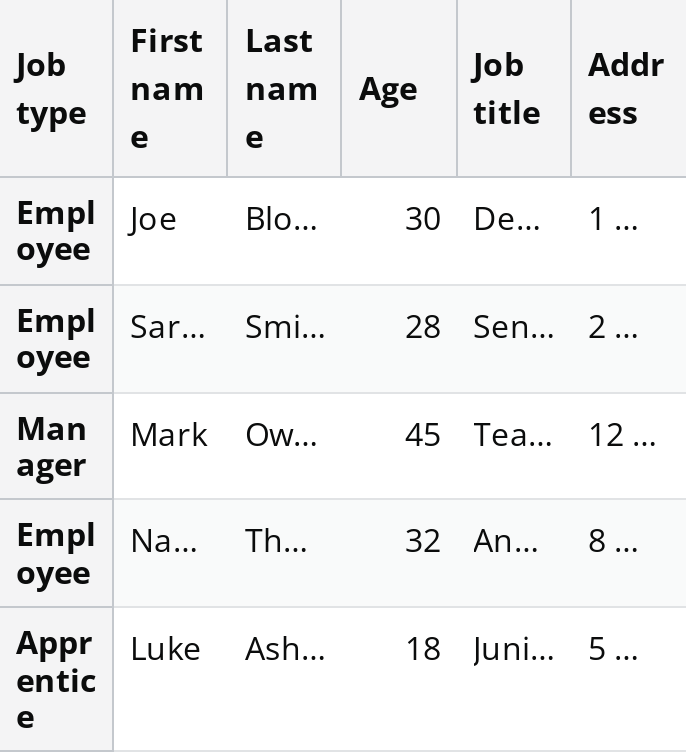 Job type First name Last name Age Job title Address
Employee Joe Blo... 30 De... 1 ...
Employee Sar... Smi... 28 Sen... 2 ...
Manager Mark Ow... 45 Tea... 12 ...
Employee Na... Th... 32 An... 8 ...
Apprentice Luke Ash... 18 Juni... 5 ...